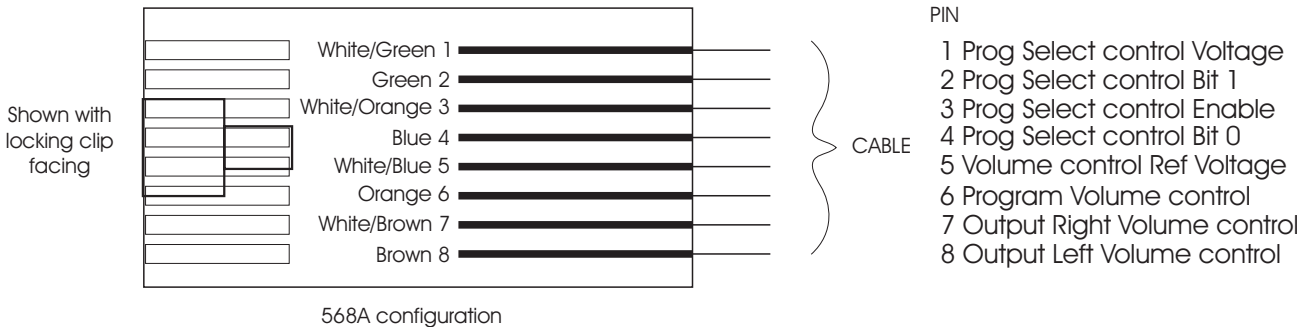 Shown with
locking clip
facing
White/Green 1
Green 2
White/Orange 3
Blue 4
White/Blue 5
Orange 6
White/Brown 7
Brown 8
568A configuration
CABLE
PIN
1 Prog Select control Voltage
2 Prog Select control Bit 1
3 Prog Select control Enable
4 Prog Select control Bit 0
5 Volume control Ref Voltage
6 Program Volume control
7 Output Right Volume control
8 Output Left Volume control